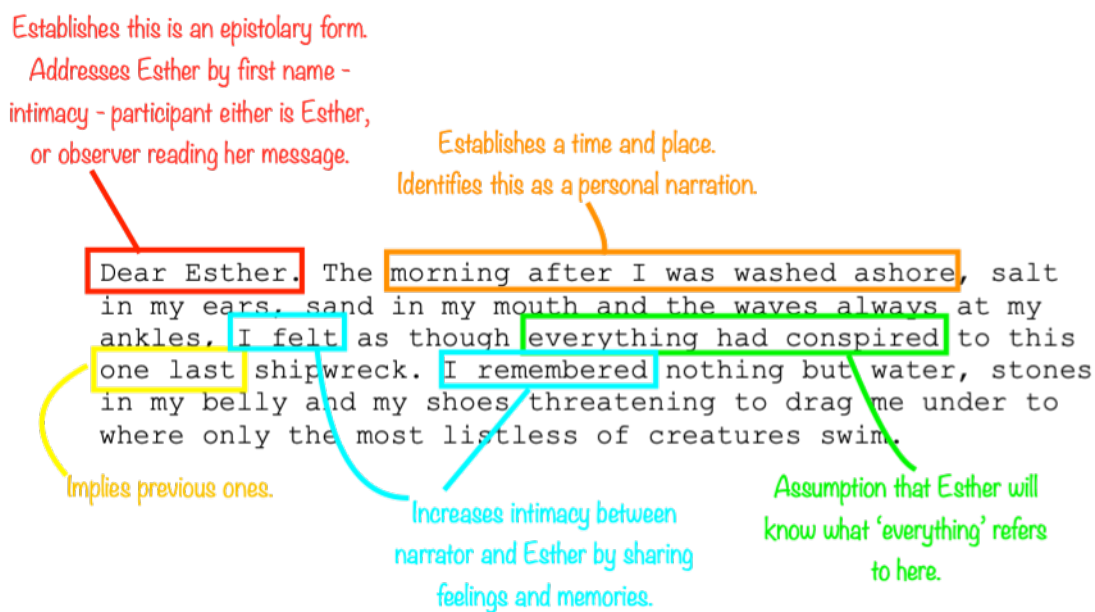 Establishes this is an epistolary form.
Addresses Esther by first name -
intimacy - participant either is Esther,
or observer reading her message.
Establishes a time and place.
Identifies this as a personal narration.
Dear Esther. The morning after I was washed ashore, salt
in my ears, sand in my mouth and the waves always at my
ankles, I felt as though everything had conspired to this
one last shipwreck. I remembered nothing but water, stones
in my belly and my shoes threatening to drag me under to
where only the most listless of creatures swim.
Implies previous ones.
Increases intimacy between
narrator and Esther by sharing
feelings and memories.
Assumption that Esther will
know what 'everything' refers
to here.